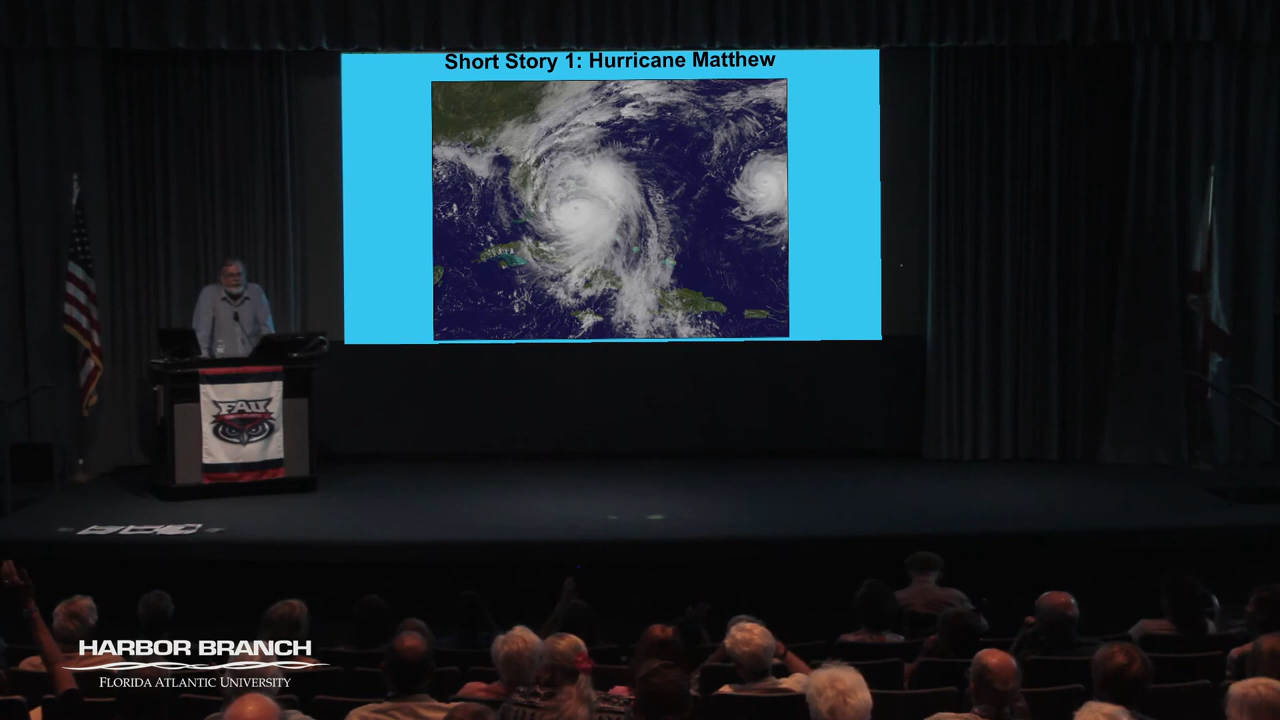 Short Story 1: Hurricane Matthew
FAU
HARBOR BRANCH
FLORIDA ATLANTIC UNIVERSITY